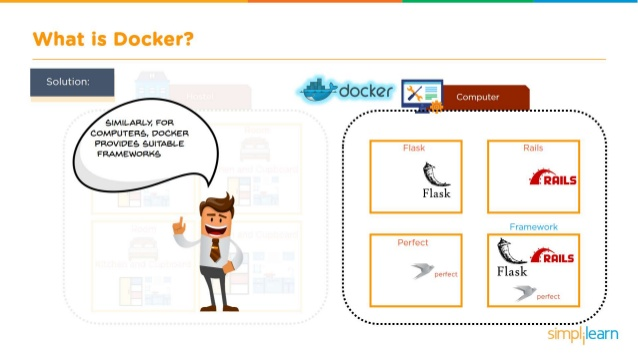 What is Docker?
Solution:
SIMILARLY, FOR
COMPUTERS, DOCKER
PROVIDES SUITABLE
FRAMEWORKS
docker
Computer
Flask
Flask
Rails
RAILS
Perfect
perfect
Framework
Flask
RAILS
perfect
simplilearn